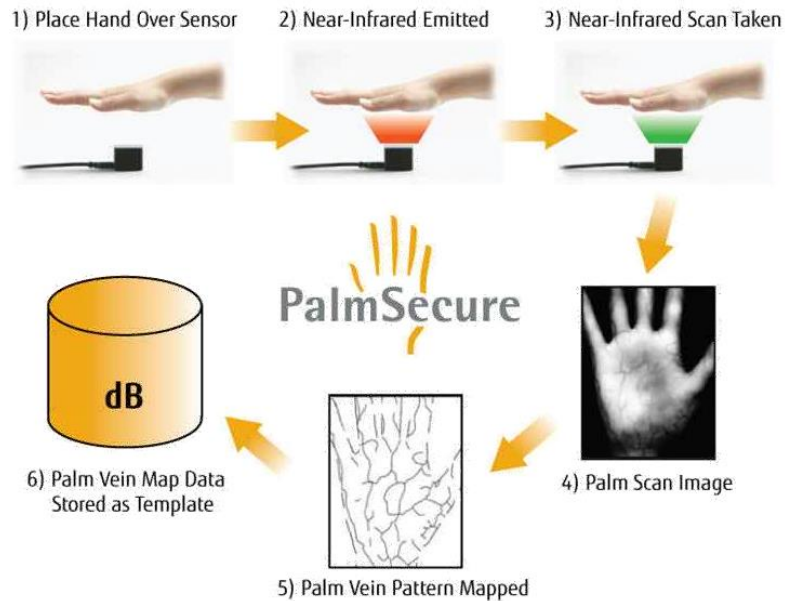 1) Place Hand Over Sensor
2) Near-Infrared Emitted
3) Near-Infrared Scan Taken
PalmSecure
4) Palm Scan Image
5) Palm Vein Pattern Mapped
dB
6) Palm Vein Map Data
Stored as Template